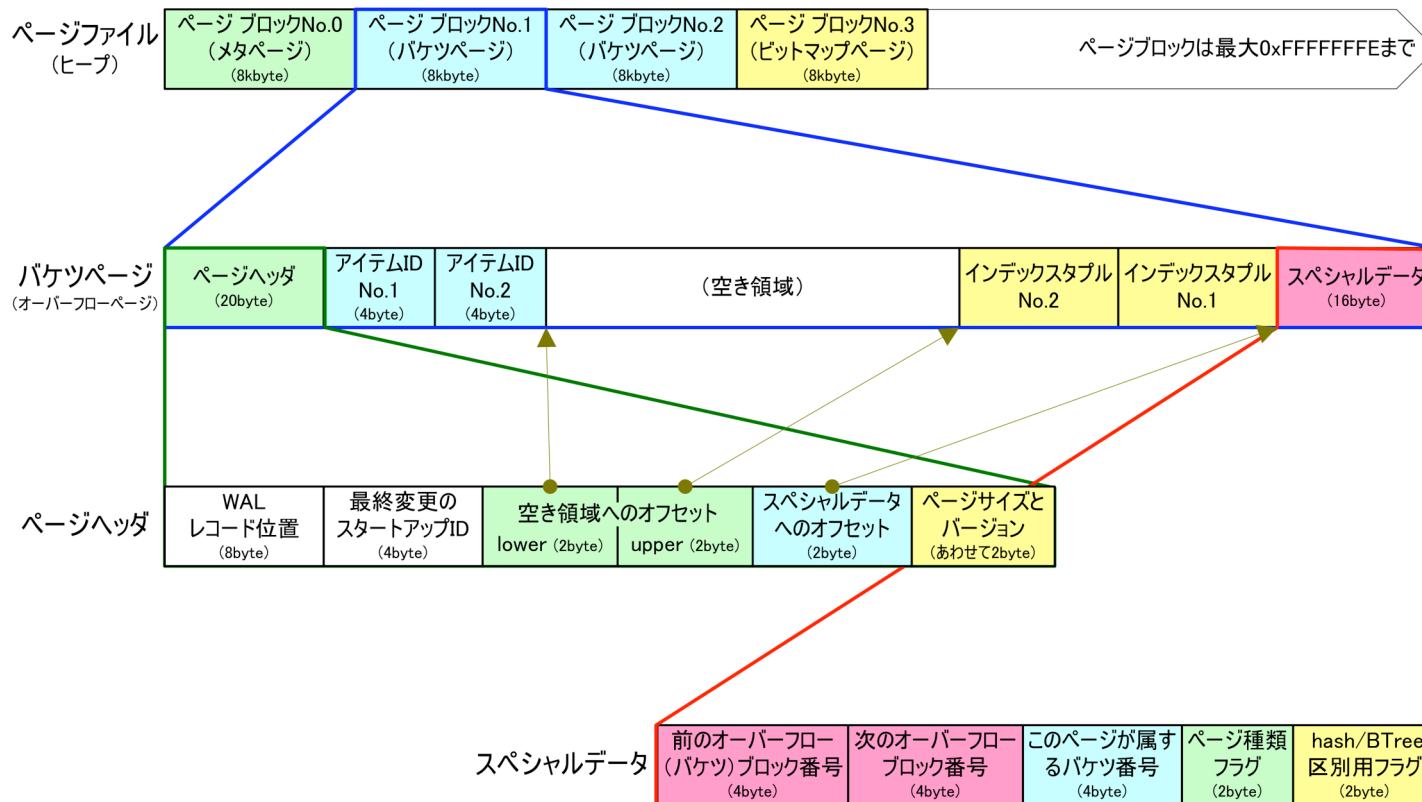 ページファイル
(ヒープ)
ページ ブロックNo.0
(メタページ)
(8kbyte)
ページ ブロックNo.1
(バケツページ)
(8kbyte)
ページ ブロックNo.2
(バケツページ)
(8kbyte)
ページ ブロックNo.3
(ビットマップページ)
(8kbyte)
ページブロックは最大0xFFFFFFFEまで
バケツページ
(オーバーフローページ)
ページヘッダ
(20byte)
アイテムID
No.1
(4byte)
アイテムID
No.2
(4byte)
(空き領域)
インデックスタプル
No.2
インデックスタプル
No.1
スペシャルデータ
(16byte)
ページヘッダ
WAL
レコード位置
(8byte)
最終変更の
スタートアップID
(4byte)
空き領域へのオフセット
lower (2byte)
upper (2byte)
スペシャルデータ
へのオフセット
(2byte)
ページサイズと
バージョン
(あわせて2byte)
スペシャルデータ
前のオーバーフロー
(バケツ)ブロック番号
(4byte)
次のオーバーフロー
ブロック番号
(4byte)
このページが属す
るバケツ番号
(4byte)
ページ種類
フラグ
(2byte)
hash/BTree
区別用フラグ
(2byte)